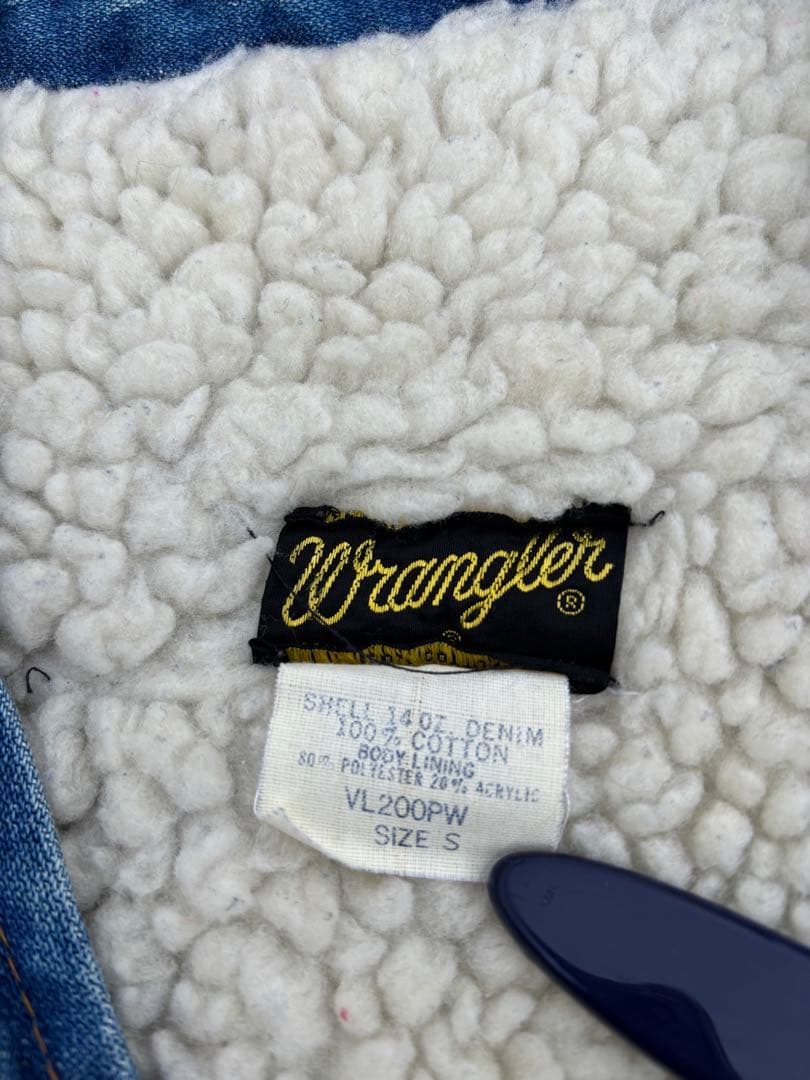 Wrangler
®
SHELL 14 OZ. DENIM
100% COTTON
BODY LINING
80% POLYESTER 20% ACRYLIC
VL200PW
SIZE S